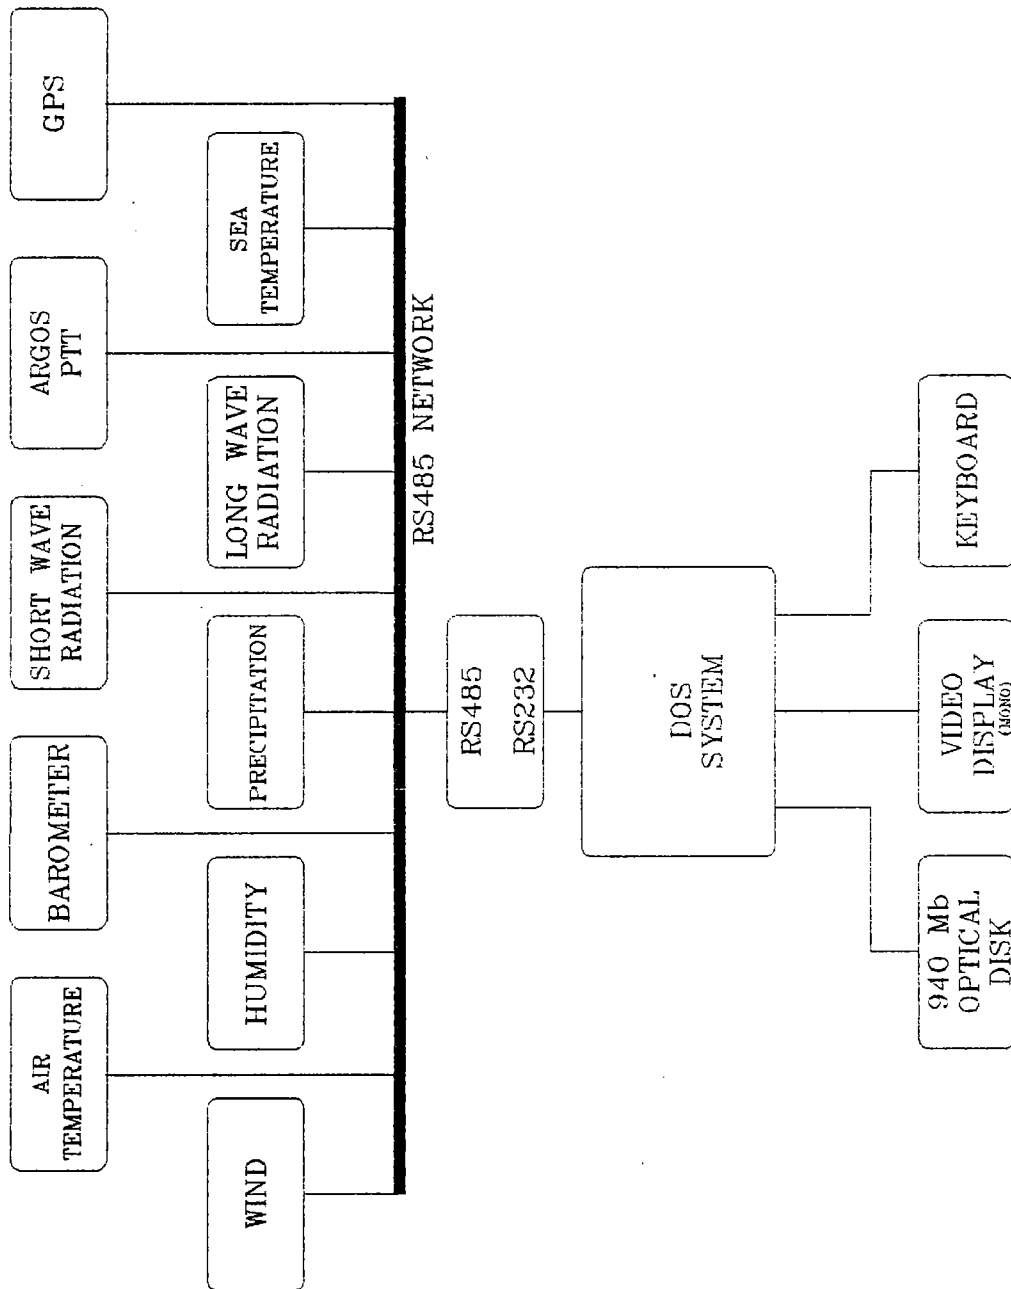 AIR
TEMPERATURE
BAROMETER
SHORT WAVE
RADIATION
ARGOS
PTT
GPS
WIND
HUMIDITY
PRECIPITATION
LONG WAVE
RADIATION
SEA
TEMPERATURE
RS485 NETWORK
RS485
RS232
DOS
SYSTEM
940 Mb
OPTICAL
DISK
VIDEO
DISPLAY
(MONO)
KEYBOARD